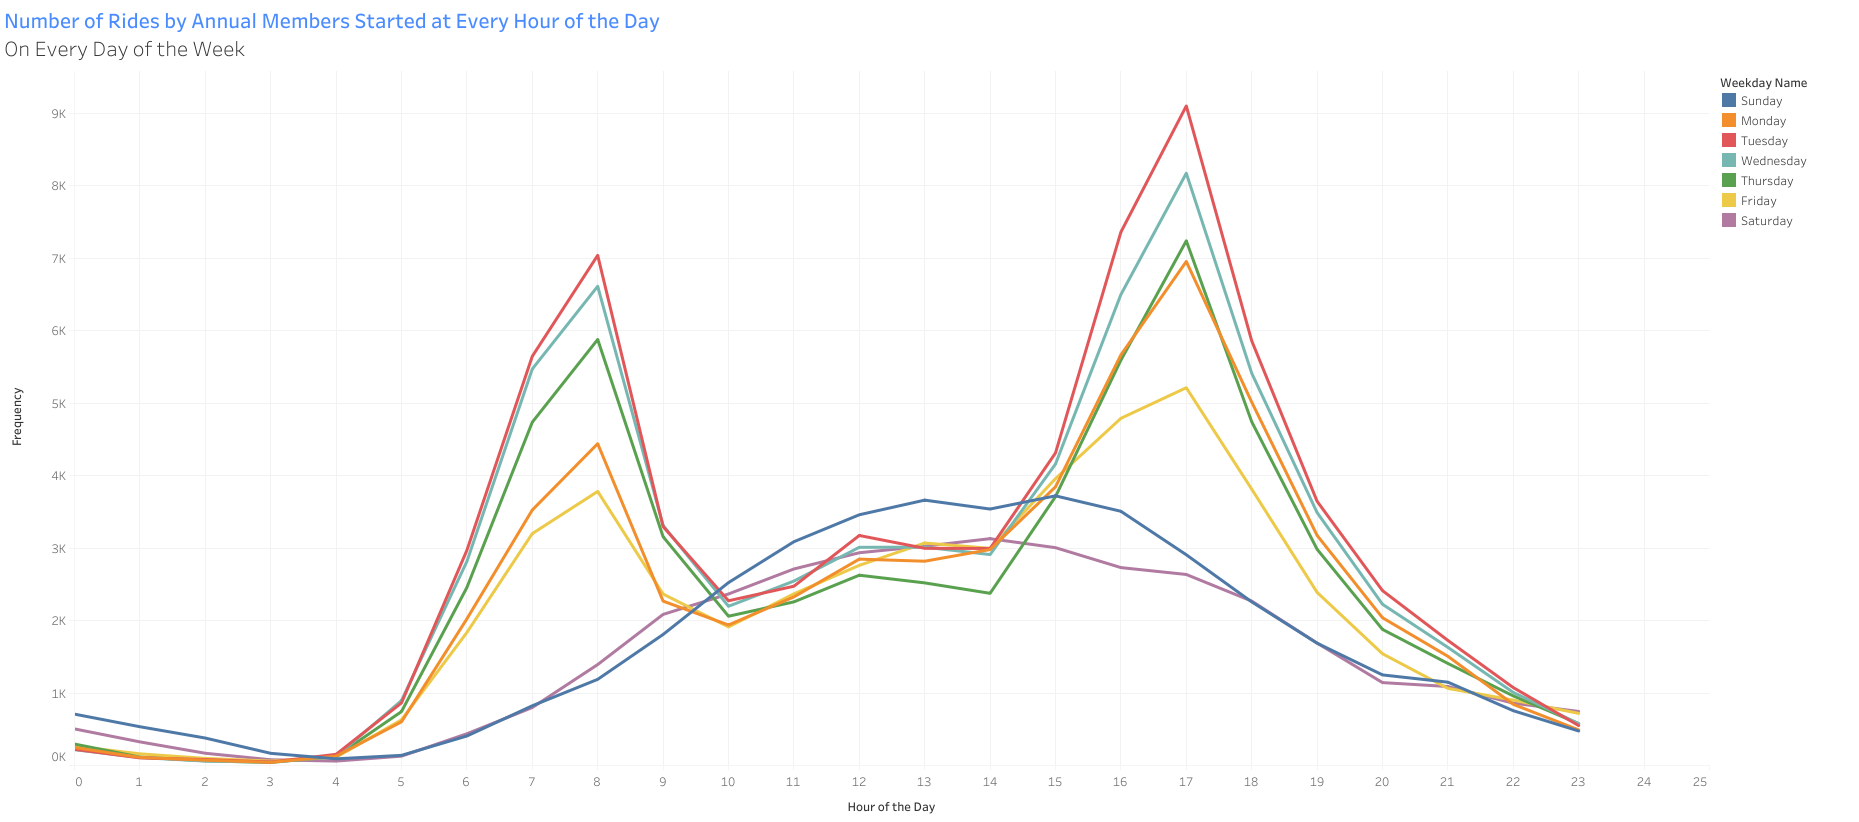 Number of Rides by Annual Members Started at Every Hour of the Day
On Every Day of the Week
Weekday Name
Sunday
Monday
Tuesday
Wednesday
Thursday
Friday
Saturday
9K
8K
7K
6K
5K
4K
3K
2K
1K
0K
Frequency
0 1 2 3 4 5 6 7 8 9 10 11 12 13 14 15 16 17 18 19 20 21 22 23 24 25
Hour of the Day